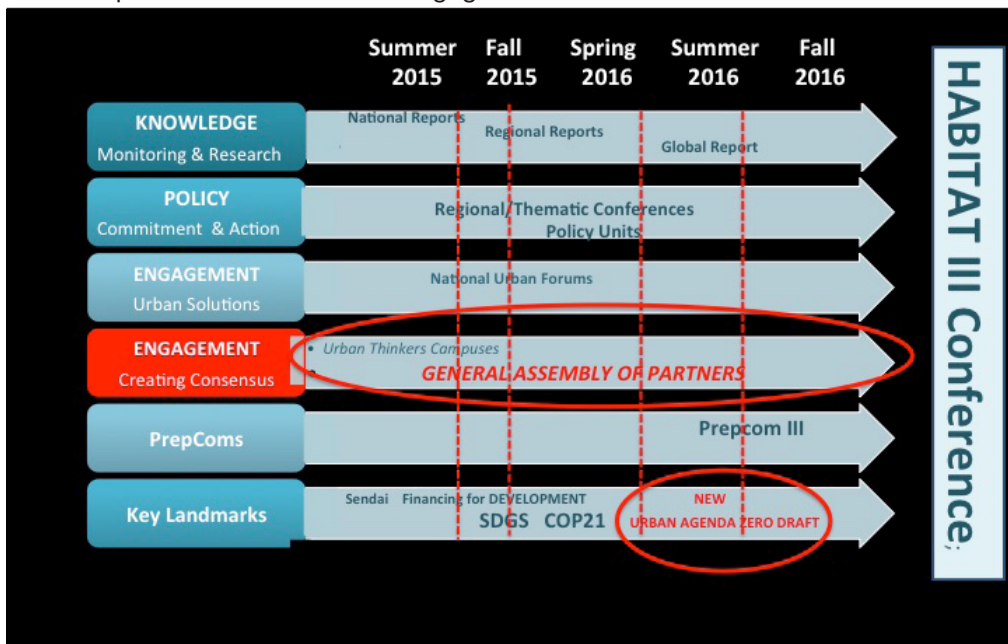 Summer Fall Spring Summer Fall
2015 2015 2016 2016 2016
KNOWLEDGE
Monitoring & Research
National Reports
Regional Reports
Global Report
POLICY
Commitment & Action
Regional/Thematic Conferences
Policy Units
ENGAGEMENT
Urban Solutions
National Urban Forums
ENGAGEMENT
Creating Consensus
• Urban Thinkers Campuses
• GENERAL ASSEMBLY OF PARTNERS
PrepComs
Prepcom III
Key Landmarks
Sendai Financing for DEVELOPMENT
SDGS COP21
NEW
URBAN AGENDA ZERO DRAFT
HABITAT III Conference;